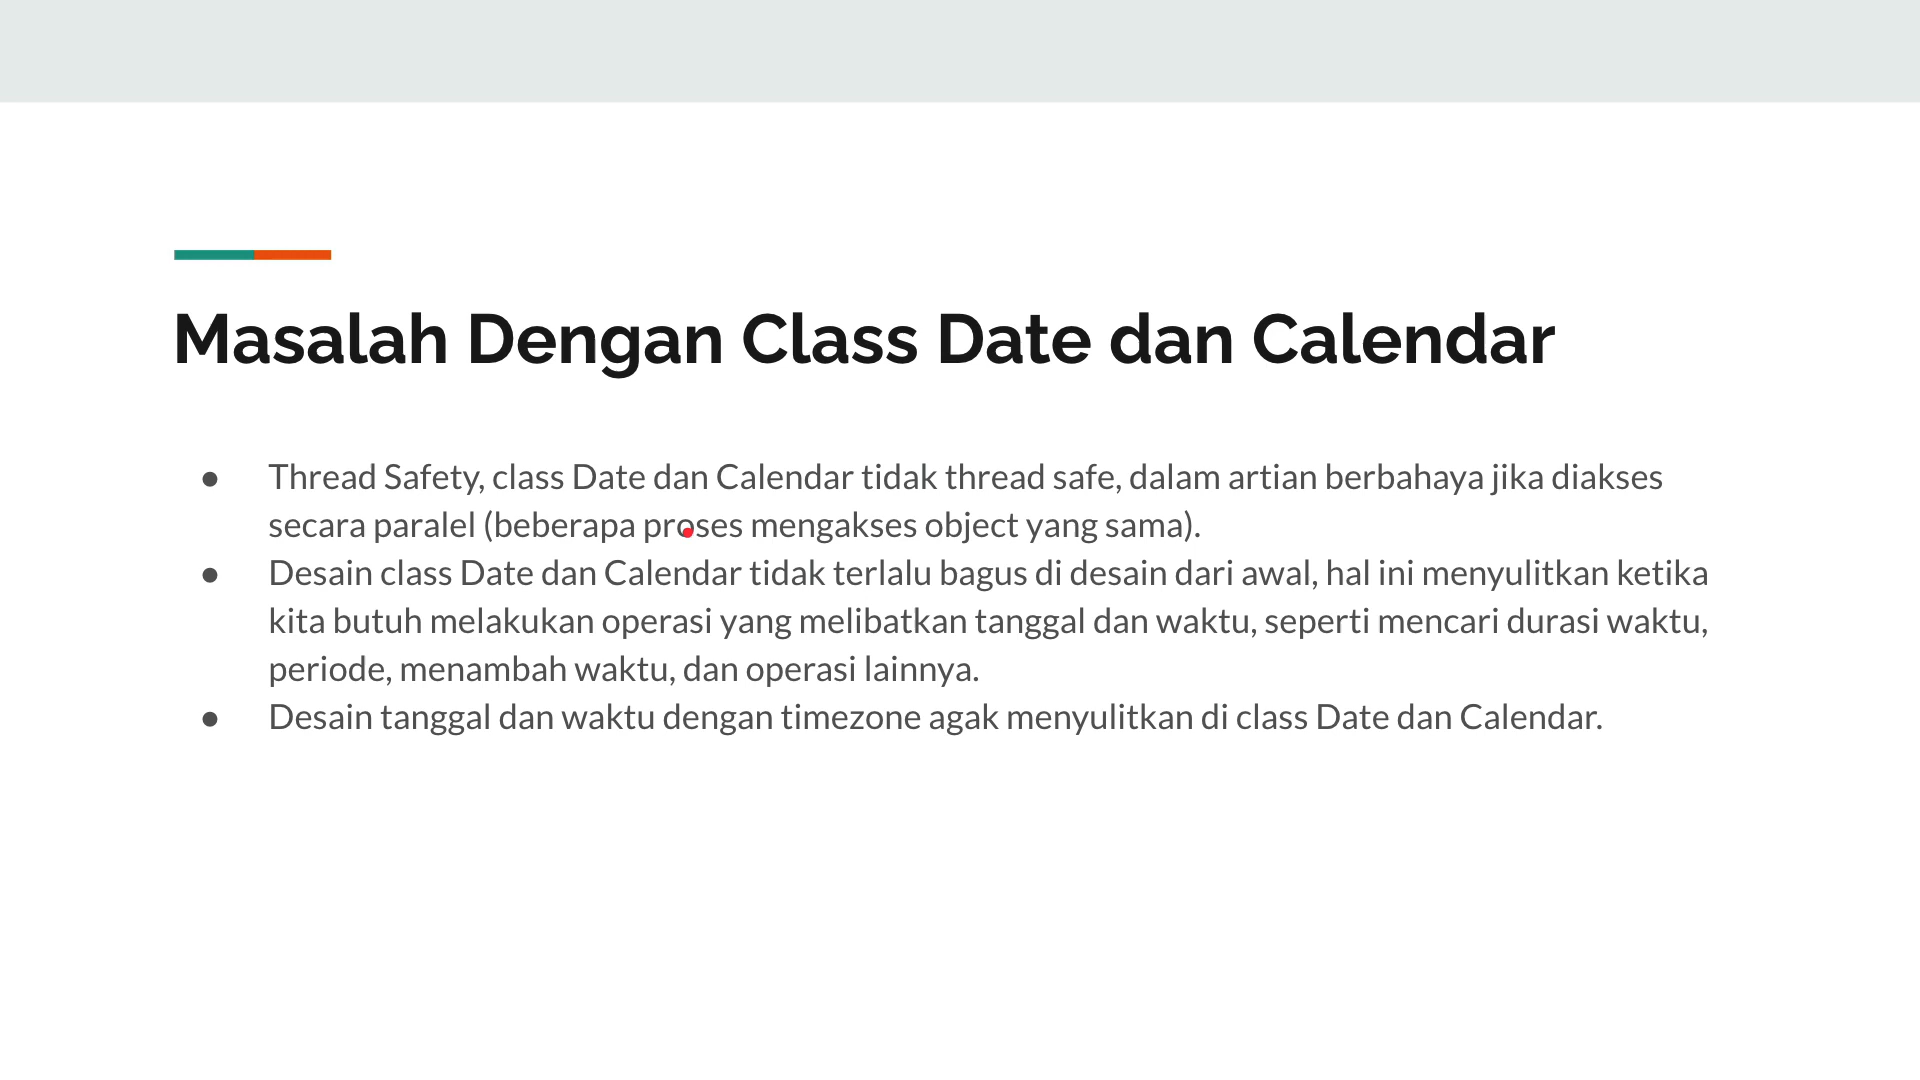 Masalah Dengan Class Date dan Calendar
● Thread Safety, class Date dan Calendar tidak thread safe, dalam artian berbahaya jika diakses
secara paralel (beberapa proses mengakses object yang sama).
● Desain class Date dan Calendar tidak terlalu bagus di desain dari awal, hal ini menyulitkan ketika
kita butuh melakukan operasi yang melibatkan tanggal dan waktu, seperti mencari durasi waktu,
periode, menambah waktu, dan operasi lainnya.
● Desain tanggal dan waktu dengan timezone agak menyulitkan di class Date dan Calendar.